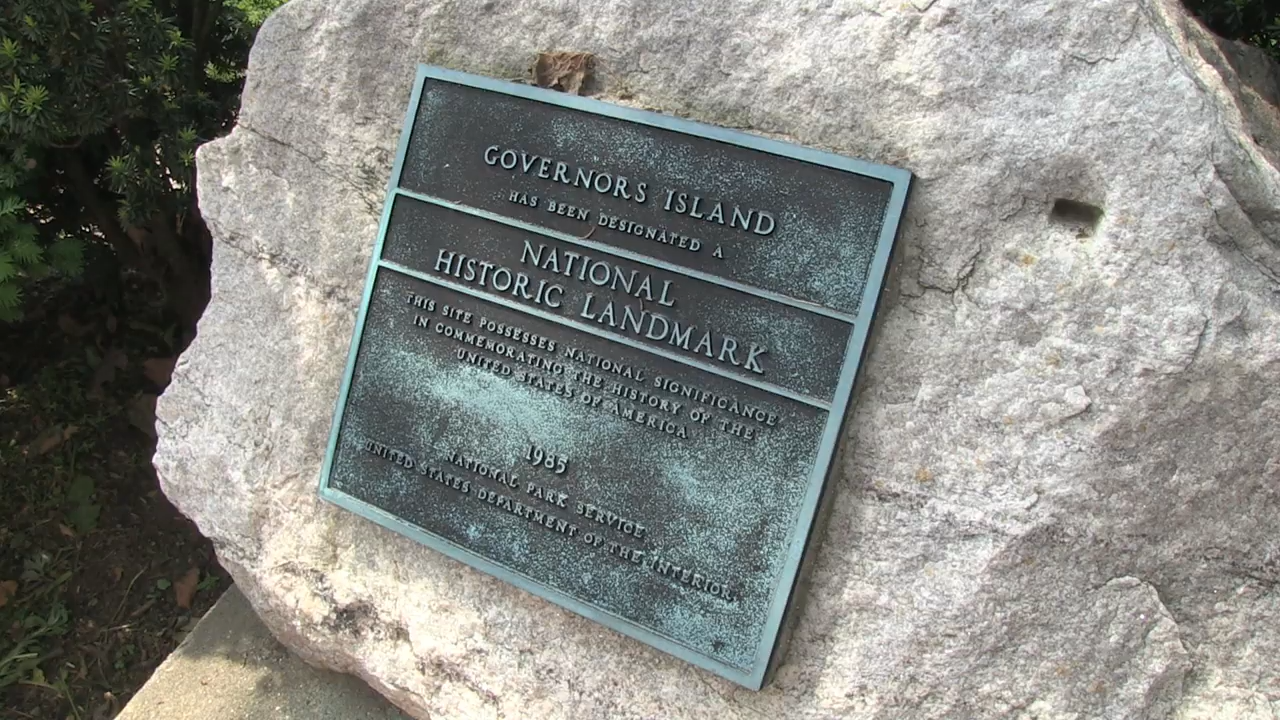 GOVERNORS ISLAND
HAS BEEN DESIGNATED A
NATIONAL
HISTORIC LANDMARK
THIS SITE POSSESSES NATIONAL SIGNIFICANCE
IN COMMEMORATING THE HISTORY OF THE
UNITED STATES OF AMERICA
1985
NATIONAL PARK SERVICE
UNITED STATES DEPARTMENT OF THE INTERIOR